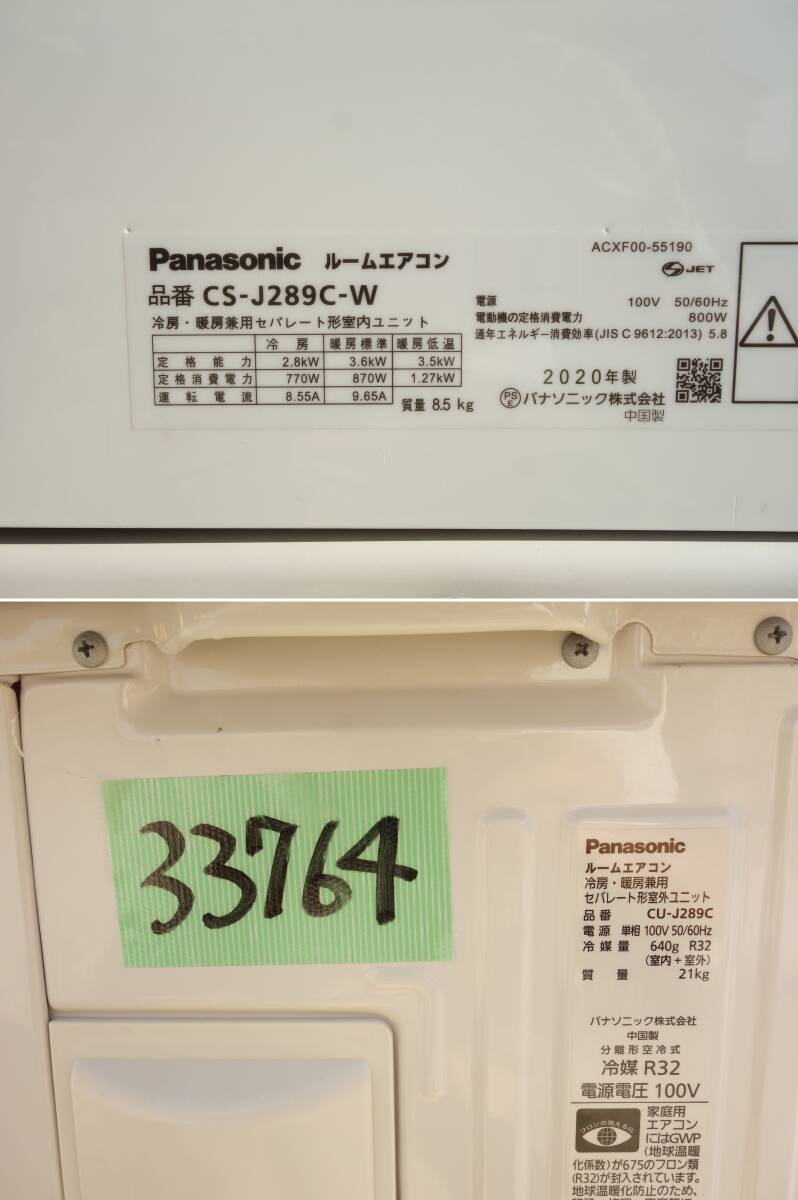 ACXF00-55190
Panasonic ルームエアコン
JET
品番 CS-J289C-W
冷房・暖房兼用セパレート形室内ユニット
冷房 暖房標準 暖房低温
定格能力 2.8kW 3.6kW 3.5kW
定格消費電力 770W 870W 1.27kW
運転電流 8.55A 9.65A
質量 8.5 kg
電源 100V 50/60Hz
電動機の定格消費電力 800W
通年エネルギー消費効率(JIS C 9612:2013) 5.8
2020年製
PSE パナソニック株式会社
中国製
33764
Panasonic
ルームエアコン
冷房・暖房兼用
セパレート形室外ユニット
品番 CU-J289C
電源 単相 100V 50/60Hz
冷媒量 640g R32
(室内+室外)
質量 21kg
パナソニック株式会社
中国製
分離形空冷式
冷媒 R32
電源電圧 100V
フロンの見える化
家庭用
エアコン
にはGWP
(地球温暖
化係数)が675のフロン類
(R32)が封入されています。
地球温暖化防止のため、